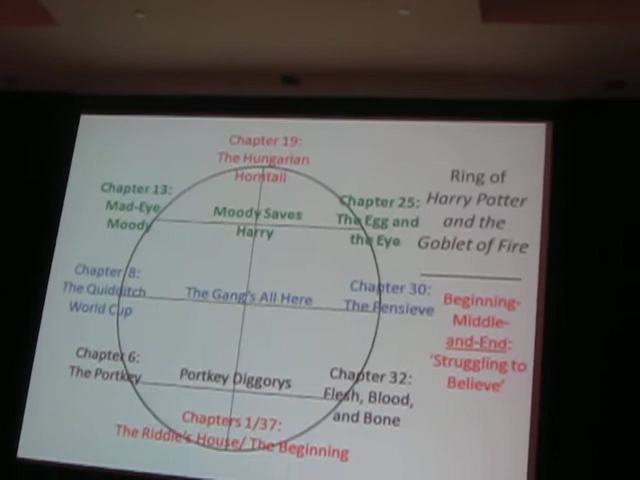 Chapter 19:
The Hungarian
Horntail
Chapter 13:
Mad-Eye
Moody
Moody Saves
Harry
Chapter 25:
The Egg and
the Eye
Chapter 8:
The Quidditch
World Cup
The Gang's All Here
Chapter 30:
The Pensieve
Chapter 6:
The Portkey
Portkey Diggorys
Chapter 32:
Flesh, Blood,
and Bone
Chapters 1/37:
The Riddle's House/ The Beginning
Ring of
Harry Potter
and the
Goblet of Fire
Beginning-
Middle-
and-End:
'Struggling to
Believe'